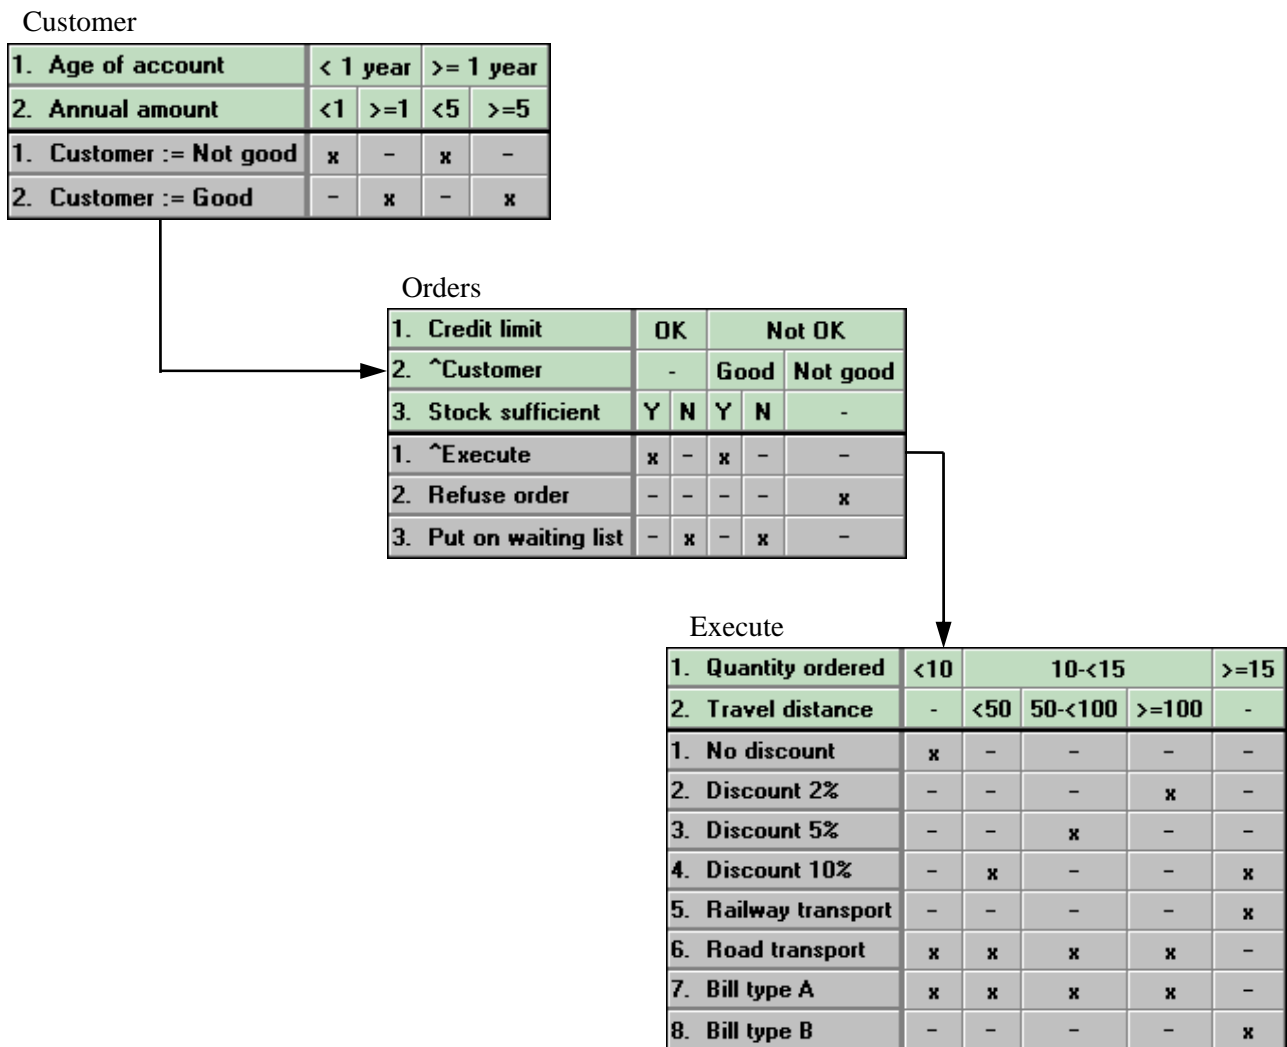 Customer
1. Age of account < 1 year >= 1 year
2. Annual amount <1 >=1 <5 >=5
1. Customer := Not good x - x -
2. Customer := Good - x - x
Orders
1. Credit limit OK Not OK
2. ^Customer - Good Not good
3. Stock sufficient Y N Y N -
1. ^Execute x - x - -
2. Refuse order - - - - x
3. Put on waiting list - x - x -
Execute
1. Quantity ordered <10 10-<15 >=15
2. Travel distance - <50 50-<100 >=100 -
1. No discount x - - - -
2. Discount 2% - - - x -
3. Discount 5% - - x - -
4. Discount 10% - x - - x
5. Railway transport - - - - x
6. Road transport x x x x -
7. Bill type A x x x x -
8. Bill type B - - - - x